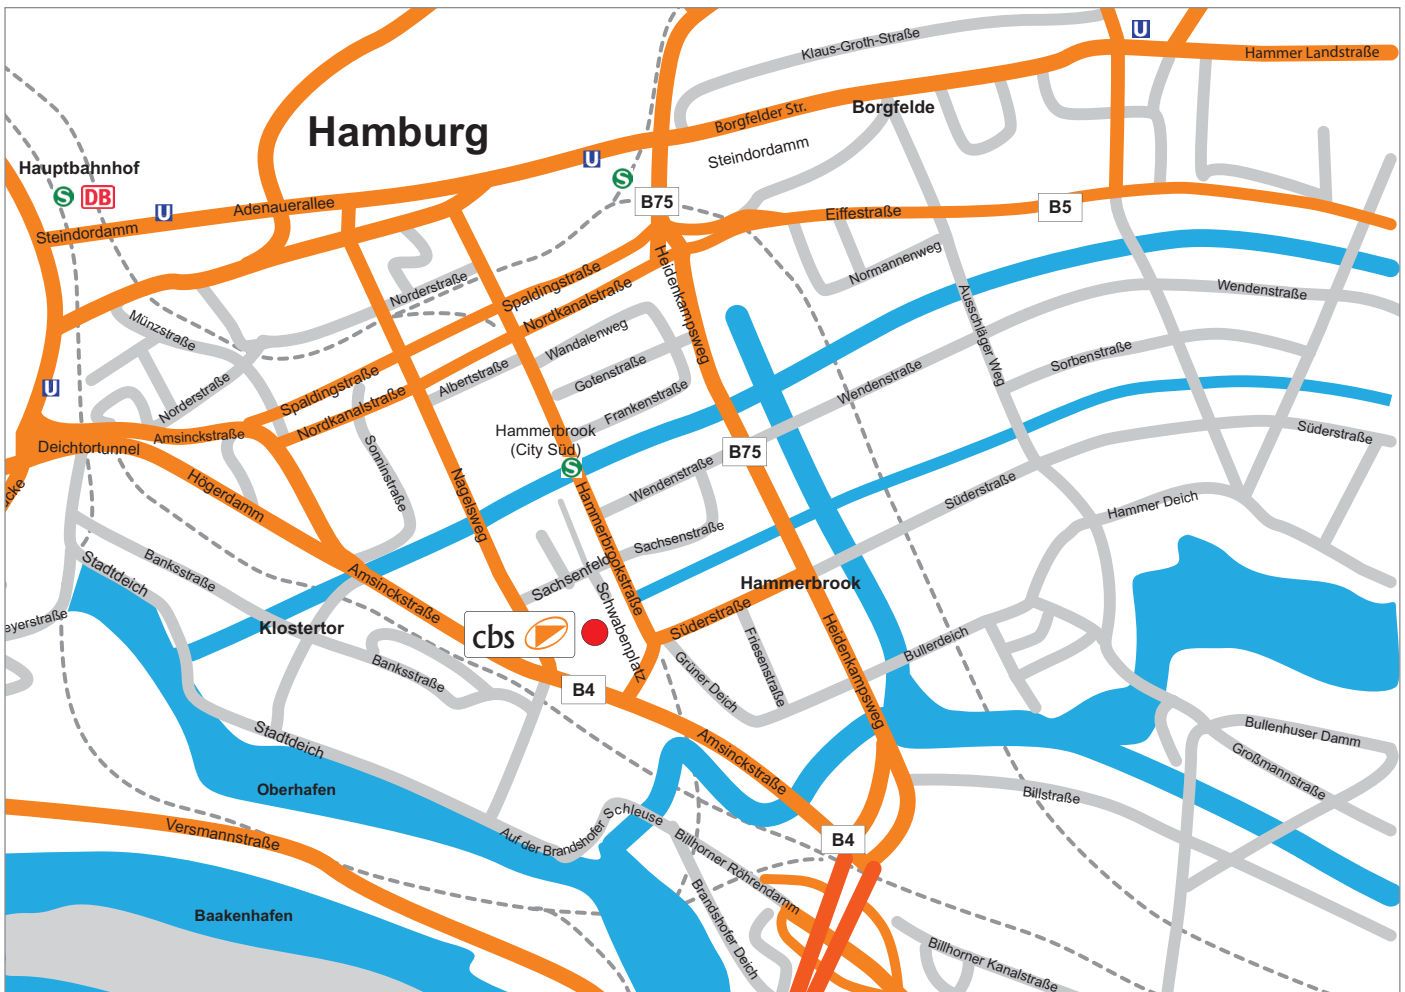 Klaus-Groth-Straße
U
Hammer Landstraße
Hamburg
Borgfelder Str.
Borgfelde
Steindordamm
U
Hauptbahnhof
S
DB
S
U
Adenauerallee
B75
Eiffestraße
B5
Steindordamm
Heidenkampsweg
Normannenweg
Norderstraße
Spaldingstraße
Nordkanalstraße
Ausschläger Weg
Wendenstraße
Münzstraße
Wandalenweg
Sorbenstraße
Gotenstraße
Albertstraße
Wendenstraße
U
Norderstraße
Spaldingstraße
Nordkanalstraße
Frankenstraße
Amsinckstraße
Deichtortunnel
Hammerbrook
(City Süd)
S
B75
Süderstraße
Sonninstraße
Högerdamm
Nagelsweg
Wendenstraße
Süderstraße
Hammer Deich
ücke
Hammerbrookstraße
Sachsenstraße
Stadtdeich
Banksstraße
Amsinckstraße
Sachsenfeld
Hammerbrook
Schwabenplatz
Süderstraße
eyerstraße
Klostertor
cbs
Friesenstraße
Heidenkampsweg
Bullerdeich
Banksstraße
Grüner Deich
B4
Stadtdeich
Amsinckstraße
Bullenhuser Damm
Großmannstraße
Oberhafen
Billstraße
Versmannstraße
Auf der Brandshofer Schleuse
Billhorner Röhrendamm
B4
Brandshofer Deich
Baakenhafen
Billhorner Kanalstraße